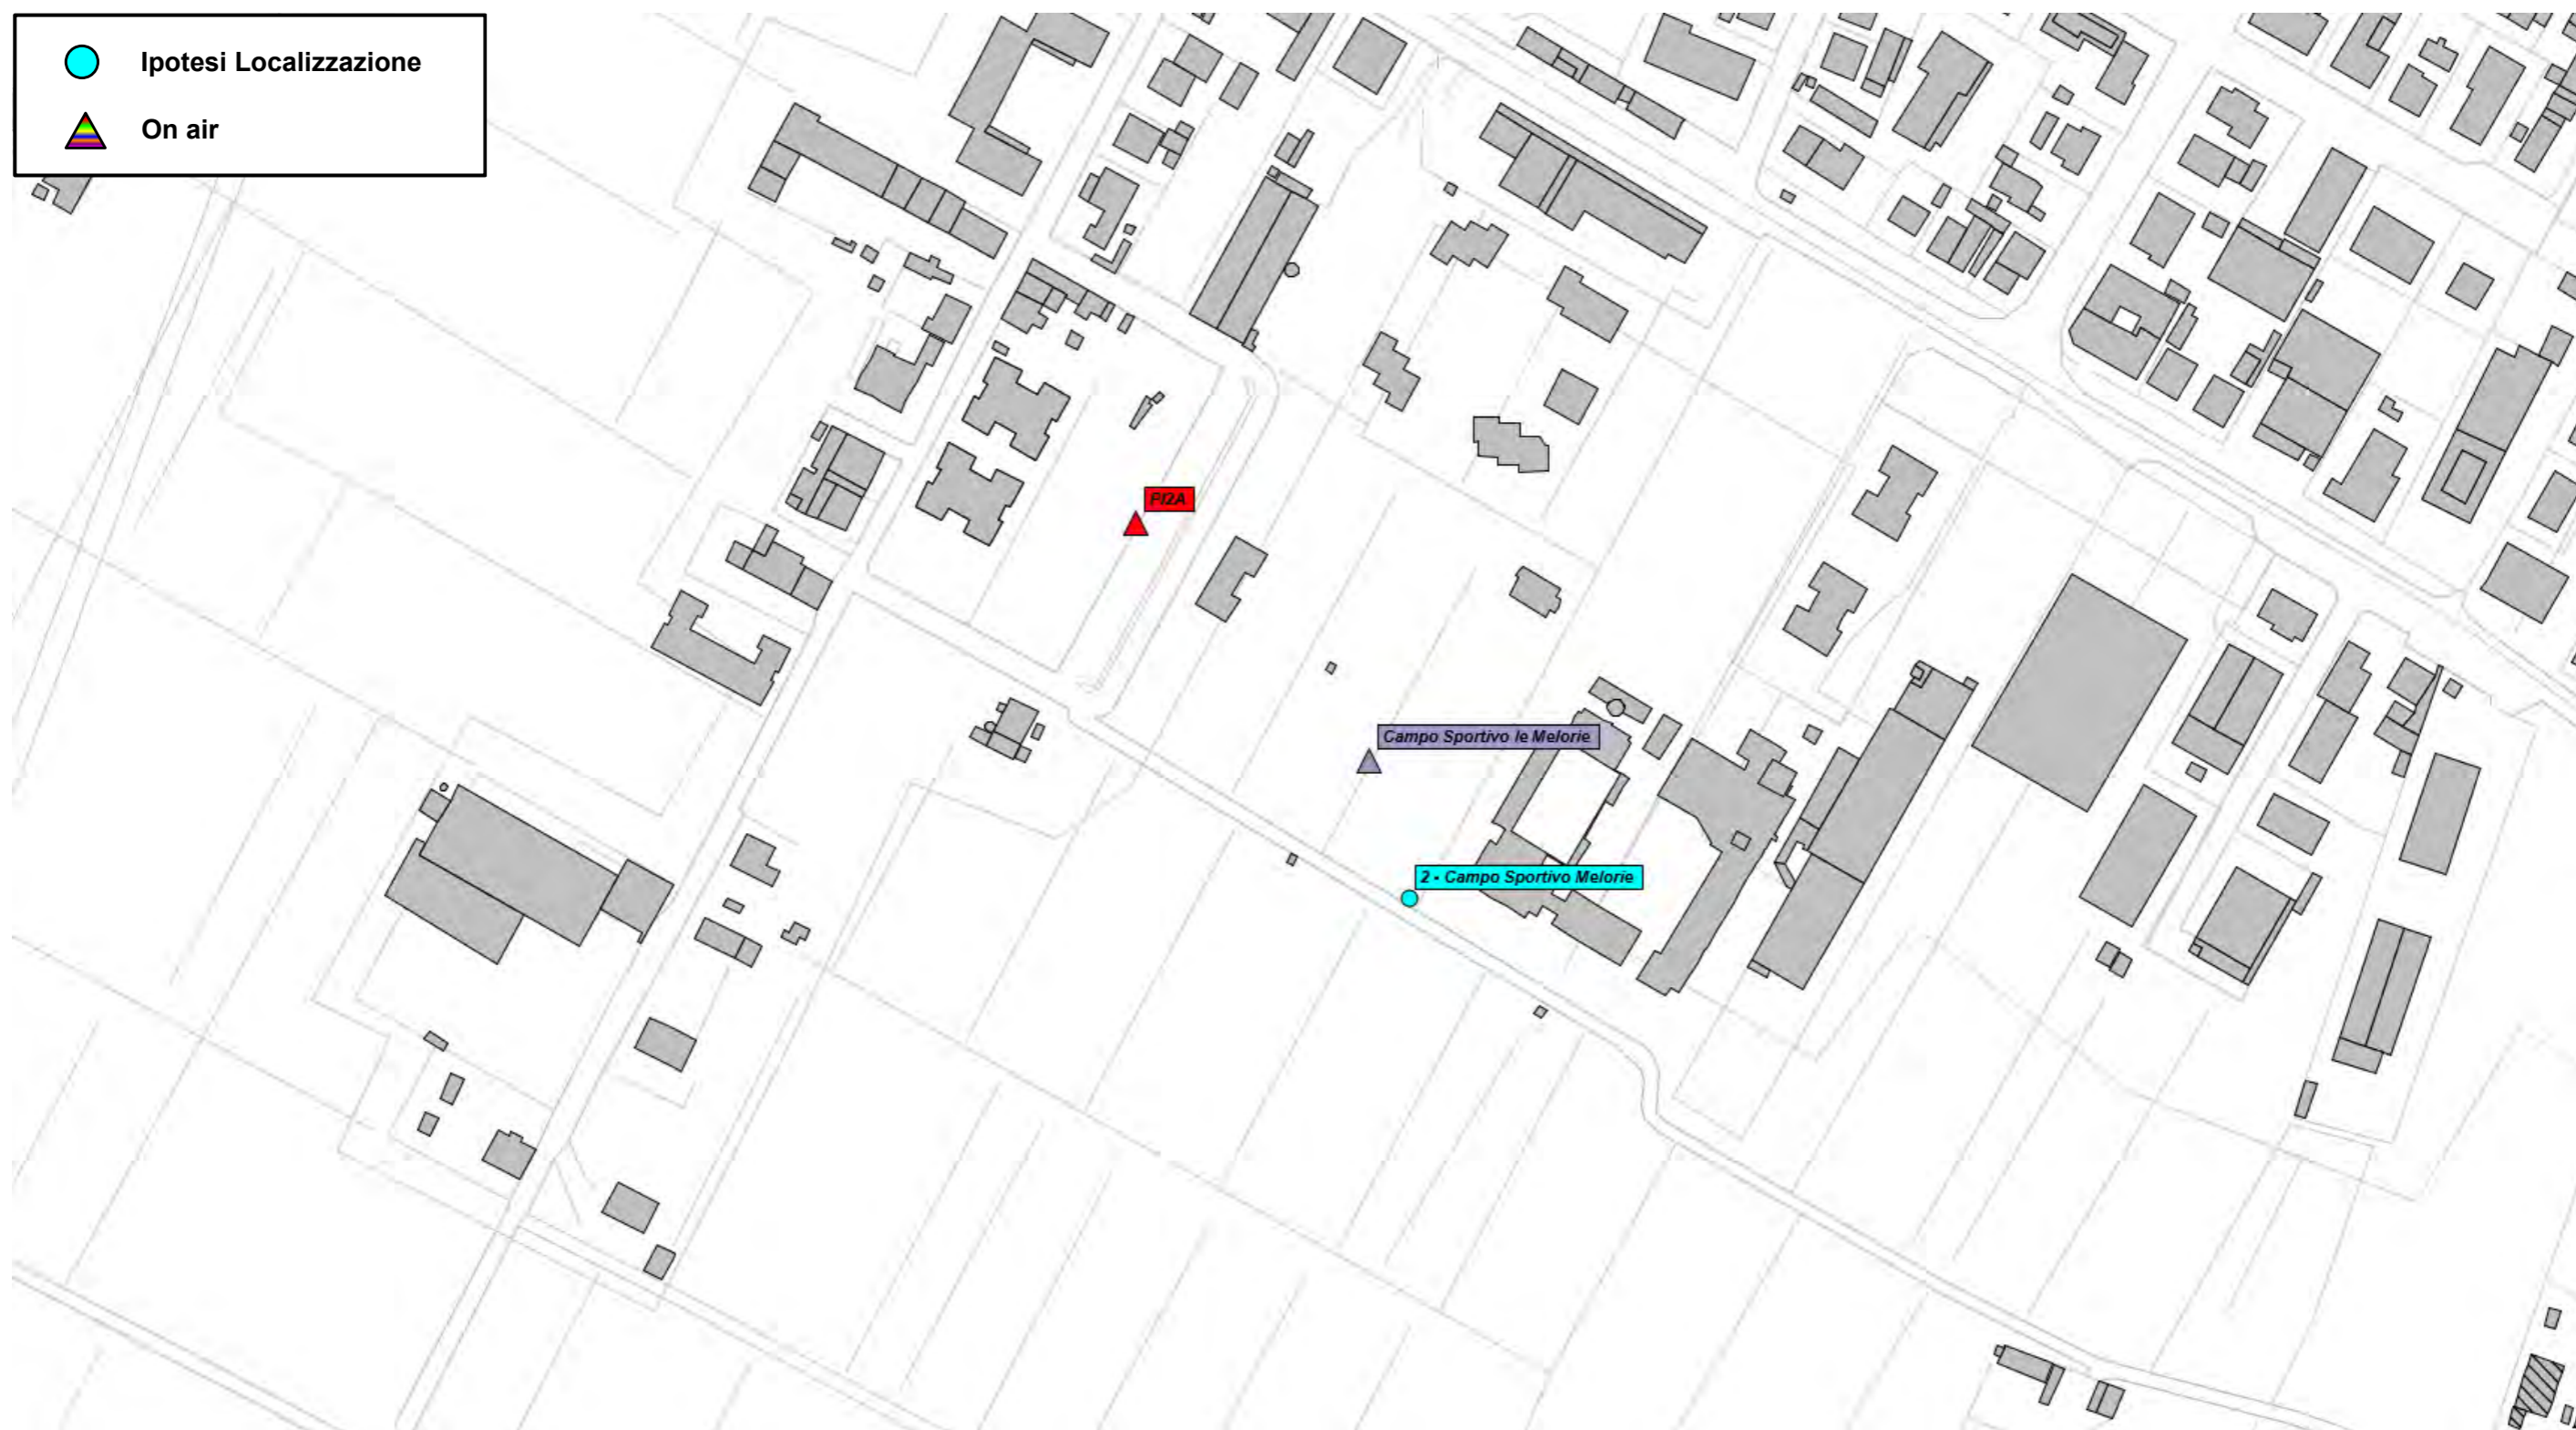 Ipotesi Localizzazione
On air
PI2A
Campo Sportivo le Melorie
2 - Campo Sportivo Melorie